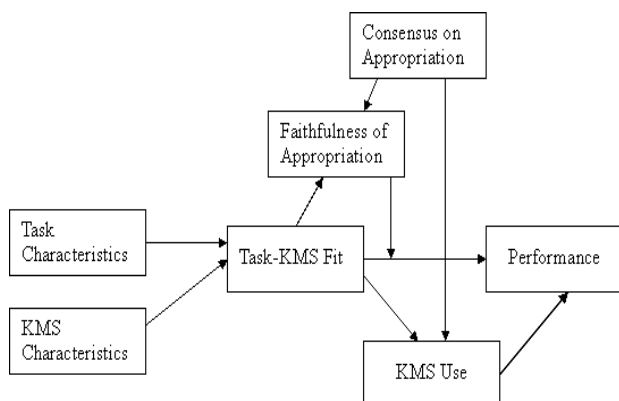 Consensus on
Appropriation
Faithfulness of
Appropriation
Task
Characteristics
Task-KMS Fit
Performance
KMS
Characteristics
KMS Use